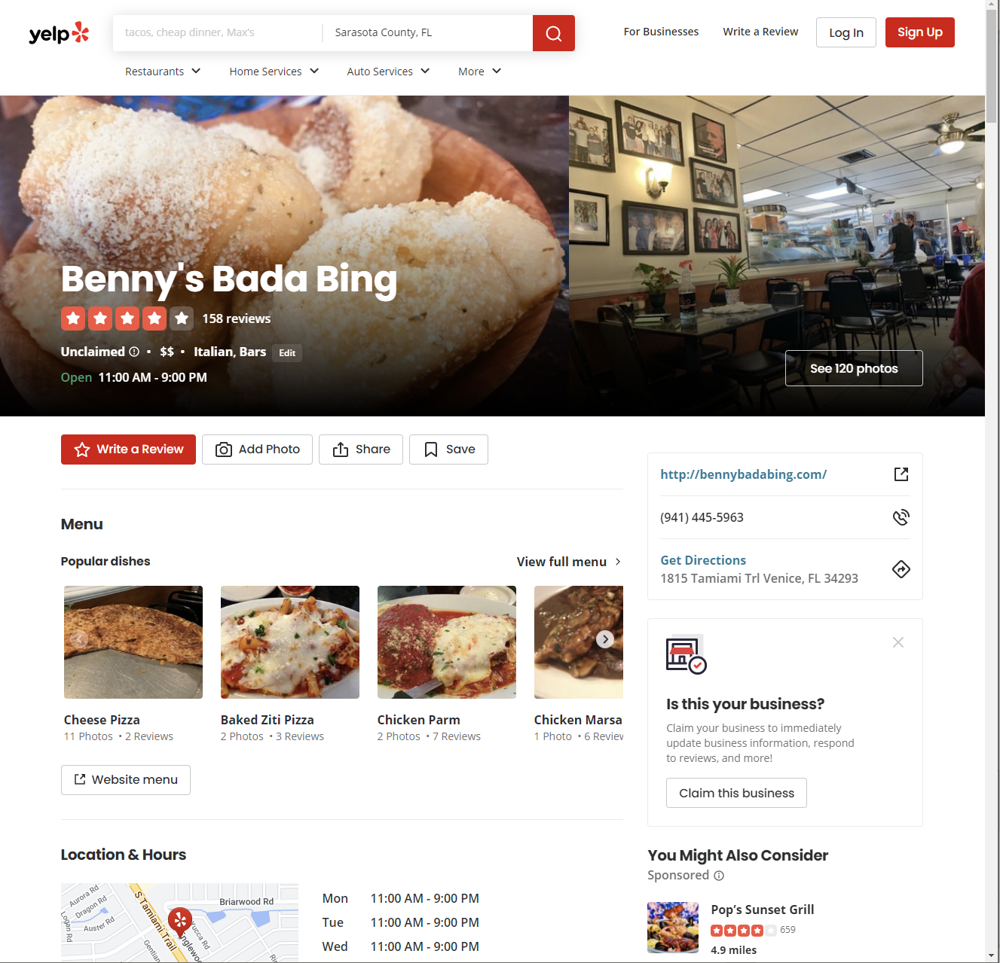 yelp
tacos, cheap dinner, Max's
Sarasota County, FL
For Businesses
Write a Review
Log In
Sign Up
Restaurants
Home Services
Auto Services
More
Benny's Bada Bing
158 reviews
Unclaimed • $$ • Italian, Bars Edit
Open 11:00 AM - 9:00 PM
See 120 photos
Write a Review
Add Photo
Share
Save
Menu
Popular dishes
View full menu
Cheese Pizza
11 Photos • 2 Reviews
Baked Ziti Pizza
2 Photos • 3 Reviews
Chicken Parm
2 Photos • 7 Reviews
Chicken Marsa
1 Photo • 6 Review
Website menu
Location & Hours
Aurora Rd
Dragon Rd
Auster Rd
Logan Rd
S Tamiami Trail
Briarwood Rd
Yucca Rd
Englewo
Gentian
Ri
Mon 11:00 AM - 9:00 PM
Tue 11:00 AM - 9:00 PM
Wed 11:00 AM - 9:00 PM
http://bennybadabing.com/
(941) 445-5963
Get Directions
1815 Tamiami Trl Venice, FL 34293
Is this your business?
Claim your business to immediately
update business information, respond
to reviews, and more!
Claim this business
You Might Also Consider
Sponsored
Pop's Sunset Grill
659
4.9 miles